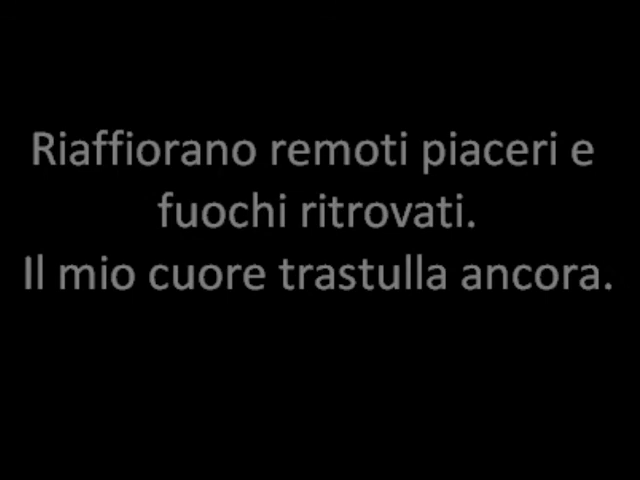 Riaffiorano remoti piaceri e
fuochi ritrovati.
Il mio cuore trastulla ancora.